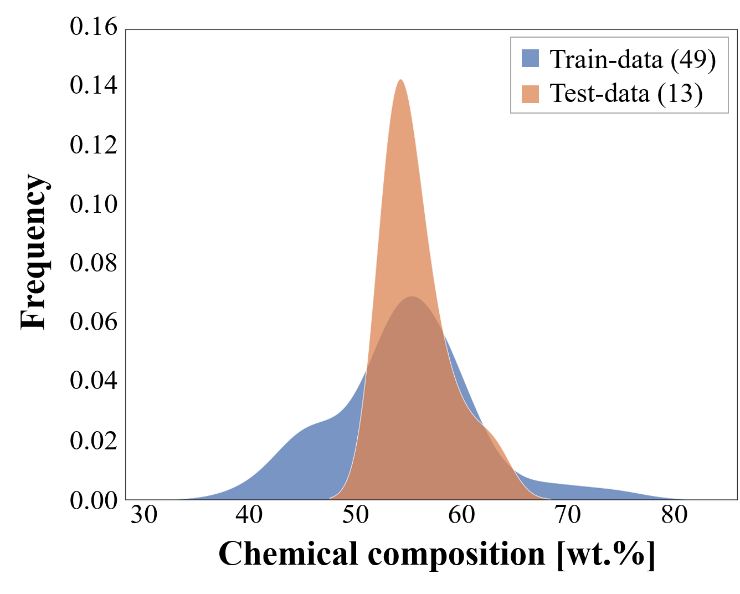 0.16
0.14
0.12
0.10
0.08
0.06
0.04
0.02
0.00
Frequency
Train-data (49)
Test-data (13)
30 40 50 60 70 80
Chemical composition [wt.%]